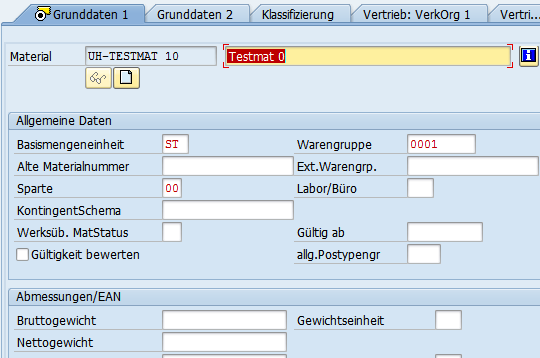 Grunddaten 1 Grunddaten 2 Klassifizierung Vertrieb: VerkOrg 1 Vertri...
Material UH-TESTMAT 10 Testmat 0
Allgemeine Daten
Basismengeneinheit ST Warengruppe 0001
Alte Materialnummer Ext.Warengrp.
Sparte 00 Labor/Büro
KontingentSchema
Werksüb. MatStatus Gültig ab
Gültigkeit bewerten allg.Postypengr
Abmessungen/EAN
Bruttogewicht Gewichtseinheit
Nettogewicht